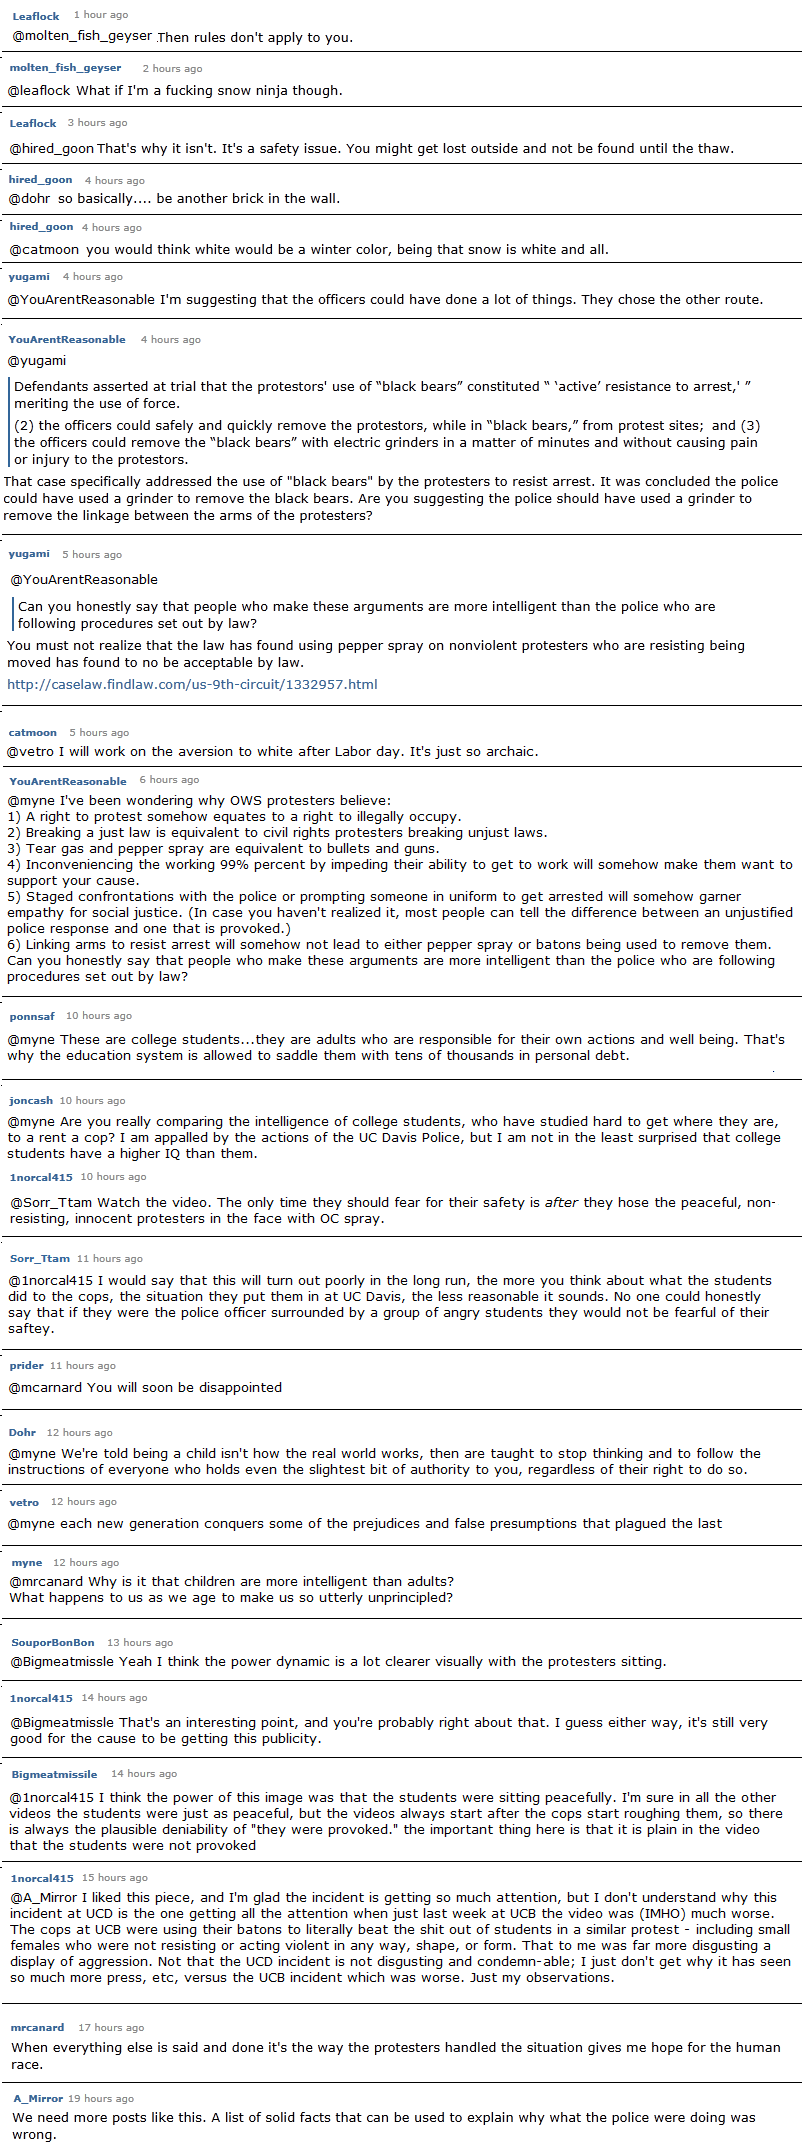 Leaflock 1 hour ago
@molten_fish_geyser Then rules don't apply to you.
molten_fish_geyser 2 hours ago
@leaflock What if I'm a fucking snow ninja though.
Leaflock 3 hours ago
@hired_goon That's why it isn't. It's a safety issue. You might get lost outside and not be found until the thaw.
hired_goon 4 hours ago
@dohr so basically.... be another brick in the wall.
hired_goon 4 hours ago
@catmoon you would think white would be a winter color, being that snow is white and all.
yugami 4 hours ago
@YouArentReasonable I'm suggesting that the officers could have done a lot of things. They chose the other route.
YouArentReasonable 4 hours ago
@yugami
Defendants asserted at trial that the protestors' use of “black bears” constituted “ ‘active’ resistance to arrest,' ”
meriting the use of force.
(2) the officers could safely and quickly remove the protestors, while in “black bears,” from protest sites; and (3)
the officers could remove the “black bears” with electric grinders in a matter of minutes and without causing pain
or injury to the protestors.
That case specifically addressed the use of "black bears" by the protesters to resist arrest. It was concluded the police
could have used a grinder to remove the black bears. Are you suggesting the police should have used a grinder to
remove the linkage between the arms of the protesters?
yugami 5 hours ago
@YouArentReasonable
Can you honestly say that people who make these arguments are more intelligent than the police who are
following procedures set out by law?
You must not realize that the law has found using pepper spray on nonviolent protesters who are resisting being
moved has found to no be acceptable by law.
http://caselaw.findlaw.com/us-9th-circuit/1332957.html
catmoon 5 hours ago
@vetro I will work on the aversion to white after Labor day. It's just so archaic.
YouArentReasonable 6 hours ago
@myne I've been wondering why OWS protesters believe:
1) A right to protest somehow equates to a right to illegally occupy.
2) Breaking a just law is equivalent to civil rights protesters breaking unjust laws.
3) Tear gas and pepper spray are equivalent to bullets and guns.
4) Inconveniencing the working 99% percent by impeding their ability to get to work will somehow make them want to
support your cause.
5) Staged confrontations with the police or prompting someone in uniform to get arrested will somehow garner
empathy for social justice. (In case you haven't realized it, most people can tell the difference between an unjustified
police response and one that is provoked.)
6) Linking arms to resist arrest will somehow not lead to either pepper spray or batons being used to remove them.
Can you honestly say that people who make these arguments are more intelligent than the police who are following
procedures set out by law?
ponnsaf 10 hours ago
@myne These are college students...they are adults who are responsible for their own actions and well being. That's
why the education system is allowed to saddle them with tens of thousands in personal debt.
joncash 10 hours ago
@myne Are you really comparing the intelligence of college students, who have studied hard to get where they are,
to a rent a cop? I am appalled by the actions of the UC Davis Police, but I am not in the least surprised that college
students have a higher IQ than them.
1norcal415 10 hours ago
@Sorr_Ttam Watch the video. The only time they should fear for their safety is after they hose the peaceful, non-
resisting, innocent protesters in the face with OC spray.
Sorr_Ttam 11 hours ago
@1norcal415 I would say that this will turn out poorly in the long run, the more you think about what the students
did to the cops, the situation they put them in at UC Davis, the less reasonable it sounds. No one could honestly
say that if they were the police officer surrounded by a group of angry students they would not be fearful of their
saftey.
prider 11 hours ago
@mcarnard You will soon be disappointed
Dohr 12 hours ago
@myne We're told being a child isn't how the real world works, then are taught to stop thinking and to follow the
instructions of everyone who holds even the slightest bit of authority to you, regardless of their right to do so.
vetro 12 hours ago
@myne each new generation conquers some of the prejudices and false presumptions that plagued the last
myne 12 hours ago
@mrcanard Why is it that children are more intelligent than adults?
What happens to us as we age to make us so utterly unprincipled?
SouporBonBon 13 hours ago
@Bigmeatmissle Yeah I think the power dynamic is a lot clearer visually with the protesters sitting.
1norcal415 14 hours ago
@Bigmeatmissle That's an interesting point, and you're probably right about that. I guess either way, it's still very
good for the cause to be getting this publicity.
Bigmeatmissile 14 hours ago
@1norcal415 I think the power of this image was that the students were sitting peacefully. I'm sure in all the other
videos the students were just as peaceful, but the videos always start after the cops start roughing them, so there
is always the plausible deniability of "they were provoked." the important thing here is that it is plain in the video
that the students were not provoked
1norcal415 15 hours ago
@A_Mirror I liked this piece, and I'm glad the incident is getting so much attention, but I don't understand why this
incident at UCD is the one getting all the attention when just last week at UCB the video was (IMHO) much worse.
The cops at UCB were using their batons to literally beat the shit out of students in a similar protest - including small
females who were not resisting or acting violent in any way, shape, or form. That to me was far more disgusting a
display of aggression. Not that the UCD incident is not disgusting and condemn-able; I just don't get why it has seen
so much more press, etc, versus the UCB incident which was worse. Just my observations.
mrcanard 17 hours ago
When everything else is said and done it's the way the protesters handled the situation gives me hope for the human
race.
A_Mirror 19 hours ago
We need more posts like this. A list of solid facts that can be used to explain why what the police were doing was
wrong.